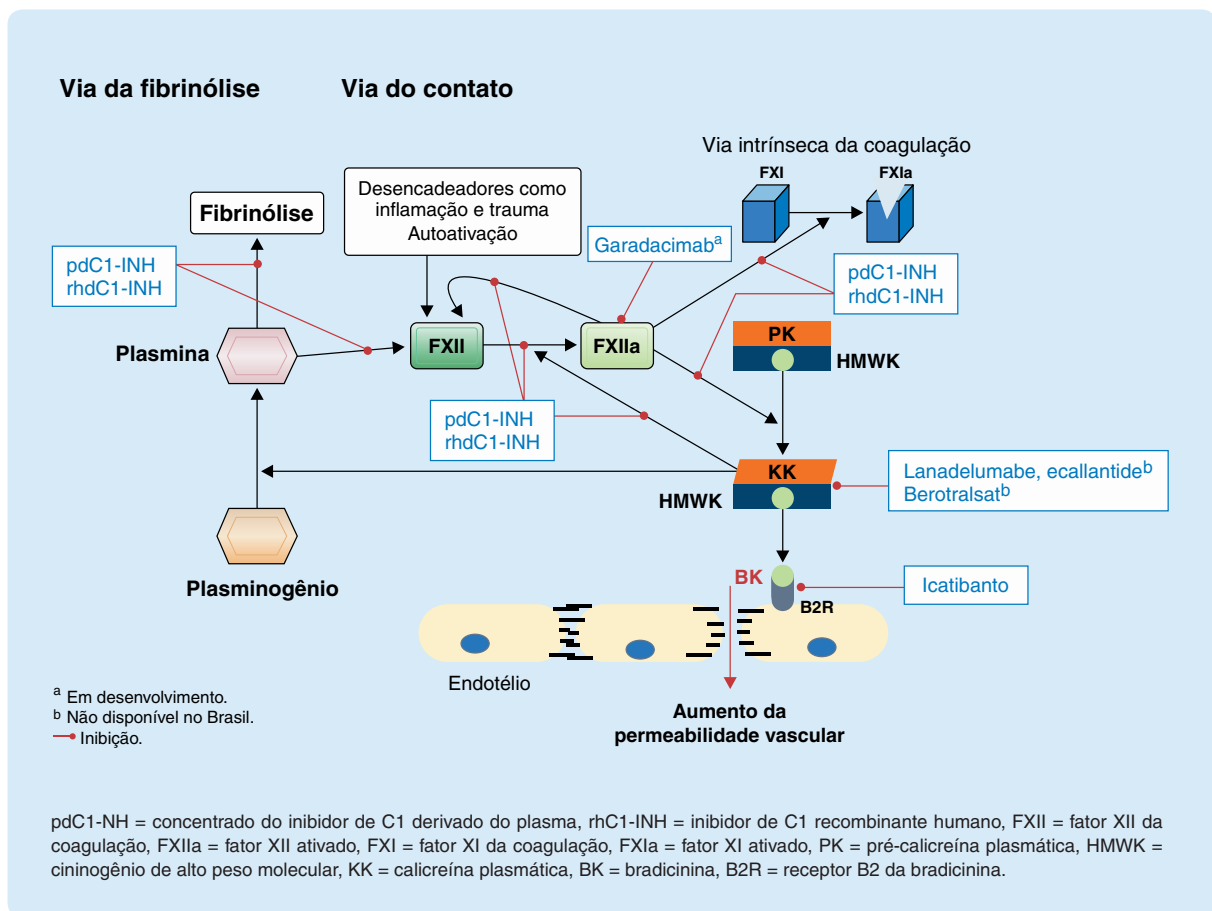 Via da fibrinólise
Via do contato
Via intrínseca da coagulação
FXI
FXIa
Desencadeadores como
inflamação e trauma
Autoativação
Fibrinólise
Garadacimab^a
pdC1-INH
rhdC1-INH
pdC1-INH
rhdC1-INH
Plasmina
FXII
FXIIa
PK
HMWK
pdC1-INH
rhdC1-INH
KK
HMWK
Lanadelumabe, ecallantide^b
Berotralsat^b
Plasminogênio
BK
B2R
Icatibanto
Endotélio
Aumento da
permeabilidade vascular
^a Em desenvolvimento.
^b Não disponível no Brasil.
Inibição.
pdC1-NH = concentrado do inibidor de C1 derivado do plasma, rhC1-INH = inibidor de C1 recombinante humano, FXII = fator XII da
coagulação, FXIIa = fator XII ativado, FXI = fator XI da coagulação, FXIa = fator XI ativado, PK = pré-calicreína plasmática, HMWK =
cininogênio de alto peso molecular, KK = calicreína plasmática, BK = bradicinina, B2R = receptor B2 da bradicinina.